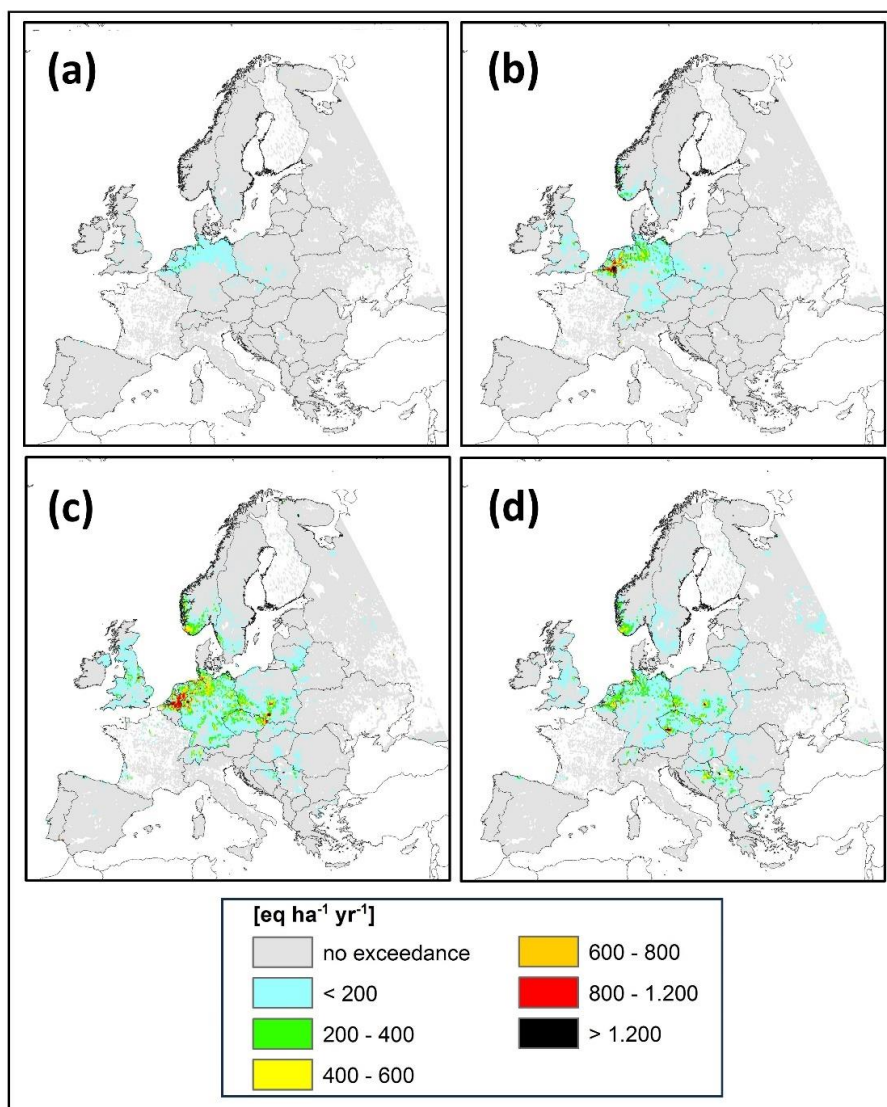 (a)
(b)
(c)
(d)
[eq ha⁻¹ yr⁻¹]
no exceedance
< 200
200 - 400
400 - 600
600 - 800
800 - 1.200
> 1.200